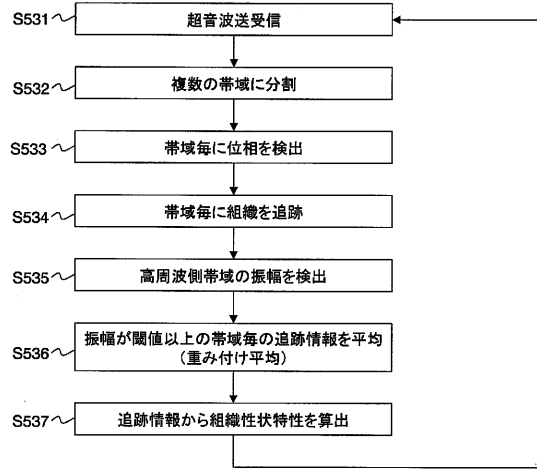 S531 超音波送受信
S532 複数の帯域に分割
S533 帯域毎に位相を検出
S534 帯域毎に組織を追跡
S535 高周波側帯域の振幅を検出
S536 振幅が閾値以上の帯域毎の追跡情報を平均
(重み付け平均)
S537 追跡情報から組織性状特性を算出